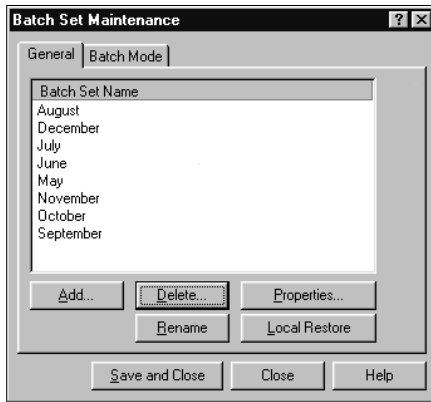 Batch Set Maintenance ? X
General Batch Mode
Batch Set Name
August
December
July
June
May
November
October
September
Add... Delete... Properties...
Rename Local Restore
Save and Close Close Help